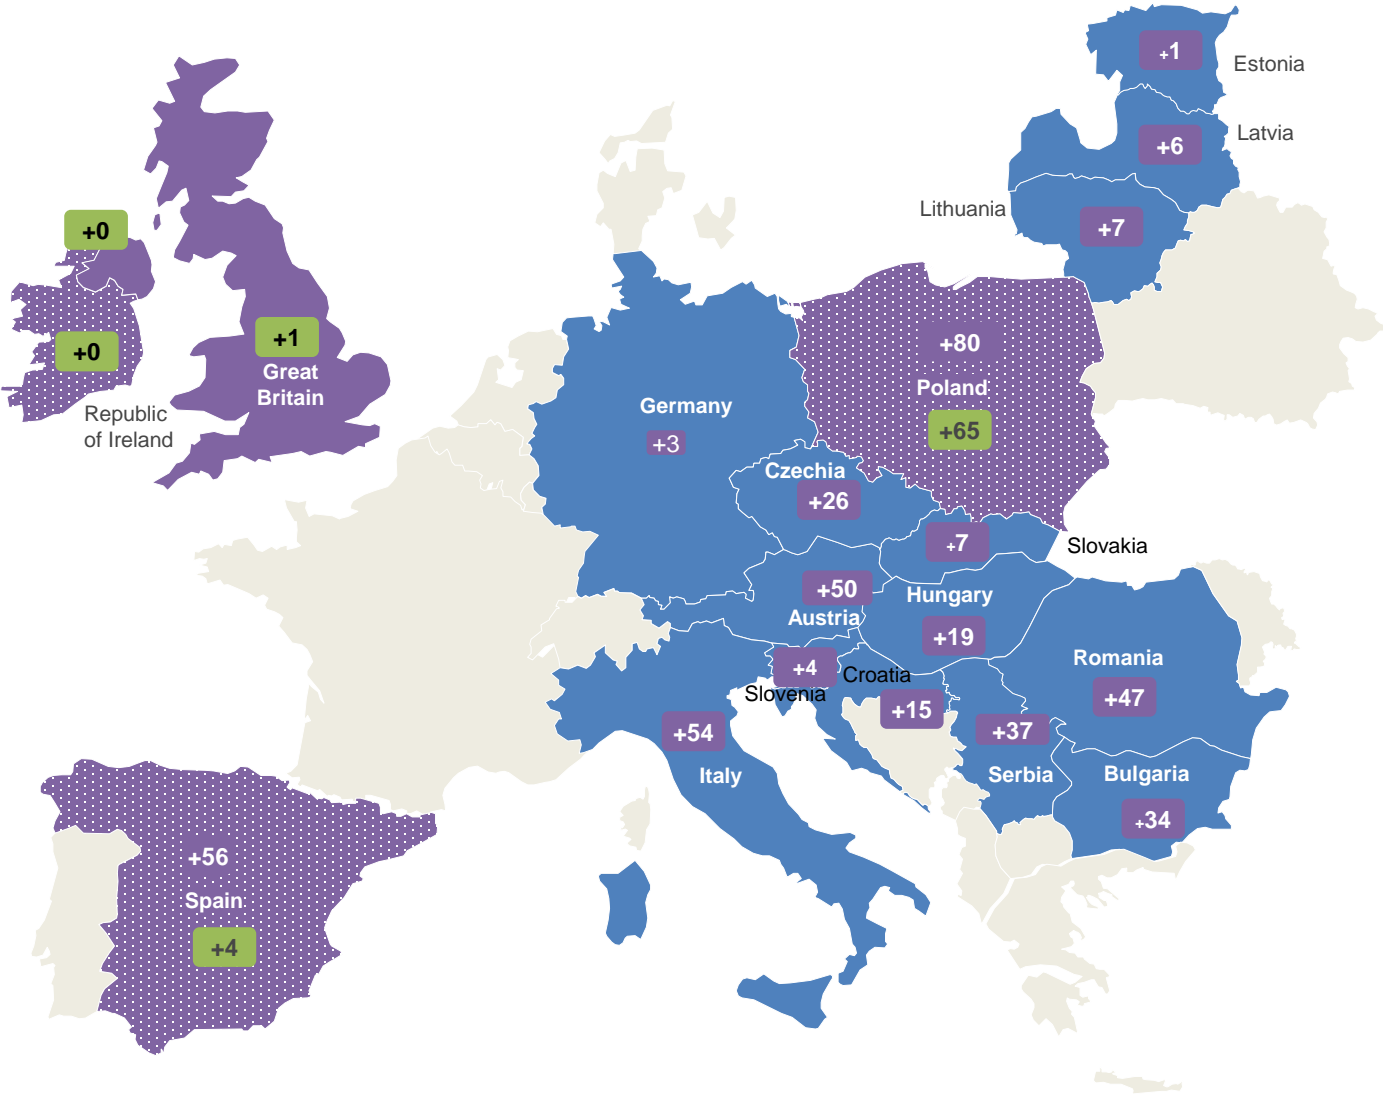 +1
Estonia
Latvia
+6
Lithuania
+7
+0
+0
+1
Great
Britain
Republic
of Ireland
+80
Poland
+65
Germany
+3
Czechia
+26
+7
Slovakia
+50
Austria
Hungary
+19
+4
Slovenia
Croatia
+15
Romania
+47
+37
Serbia
Bulgaria
+34
+54
Italy
+56
Spain
+4